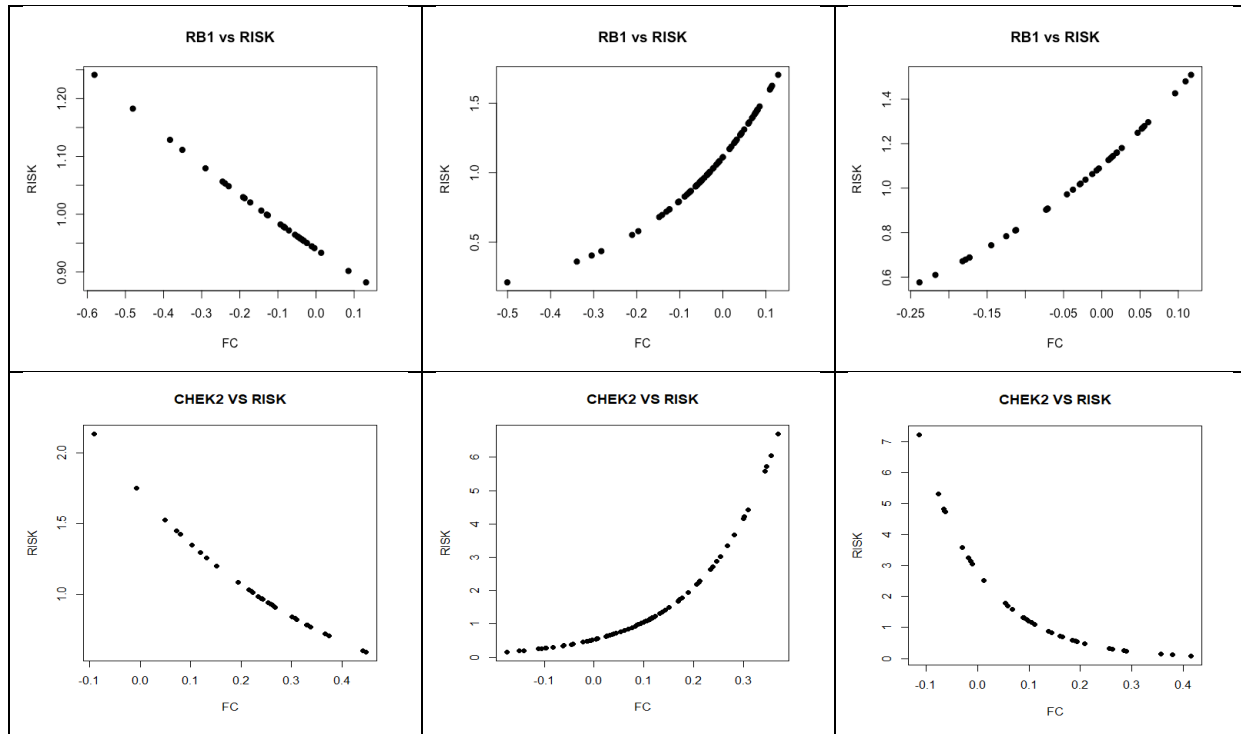 RB1 vs RISK
RISK
1.20
1.10
1.00
0.90
-0.6 -0.5 -0.4 -0.3 -0.2 -0.1 0.0 0.1
FC
RB1 vs RISK
RISK
1.5
1.0
0.5
-0.5 -0.4 -0.3 -0.2 -0.1 0.0 0.1
FC
RB1 vs RISK
RISK
1.4
1.2
1.0
0.8
0.6
-0.25 -0.15 -0.05 0.00 0.05 0.10
FC
CHEK2 VS RISK
RISK
2.0
1.5
1.0
-0.1 0.0 0.1 0.2 0.3 0.4
FC
CHEK2 VS RISK
RISK
6
5
4
3
2
1
0
-0.1 0.0 0.1 0.2 0.3
FC
CHEK2 VS RISK
RISK
7
6
5
4
3
2
1
0
-0.1 0.0 0.1 0.2 0.3 0.4
FC